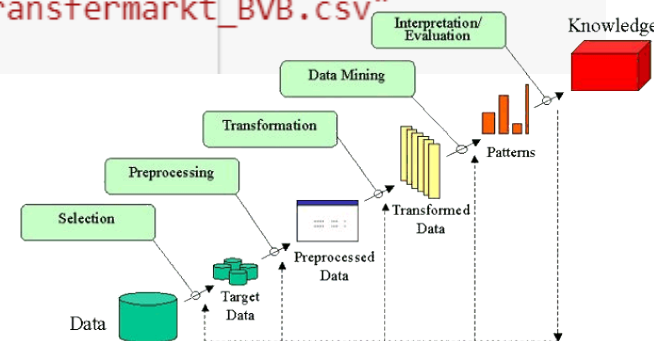 ransfermarkt_BVB.csv"
Interpretation/
Evaluation
Knowledge
Data Mining
Transformation
Patterns
Preprocessing
Transformed
Data
Selection
Preprocessed
Data
Target
Data
Data